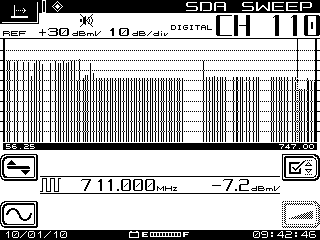 SDA SWEEP
REF +30 dBmV 10 dB/div DIGITAL CH 110
56.25 747.00
711.000 MHz -7.2 dBmV
10/01/10 E F 09:42:46